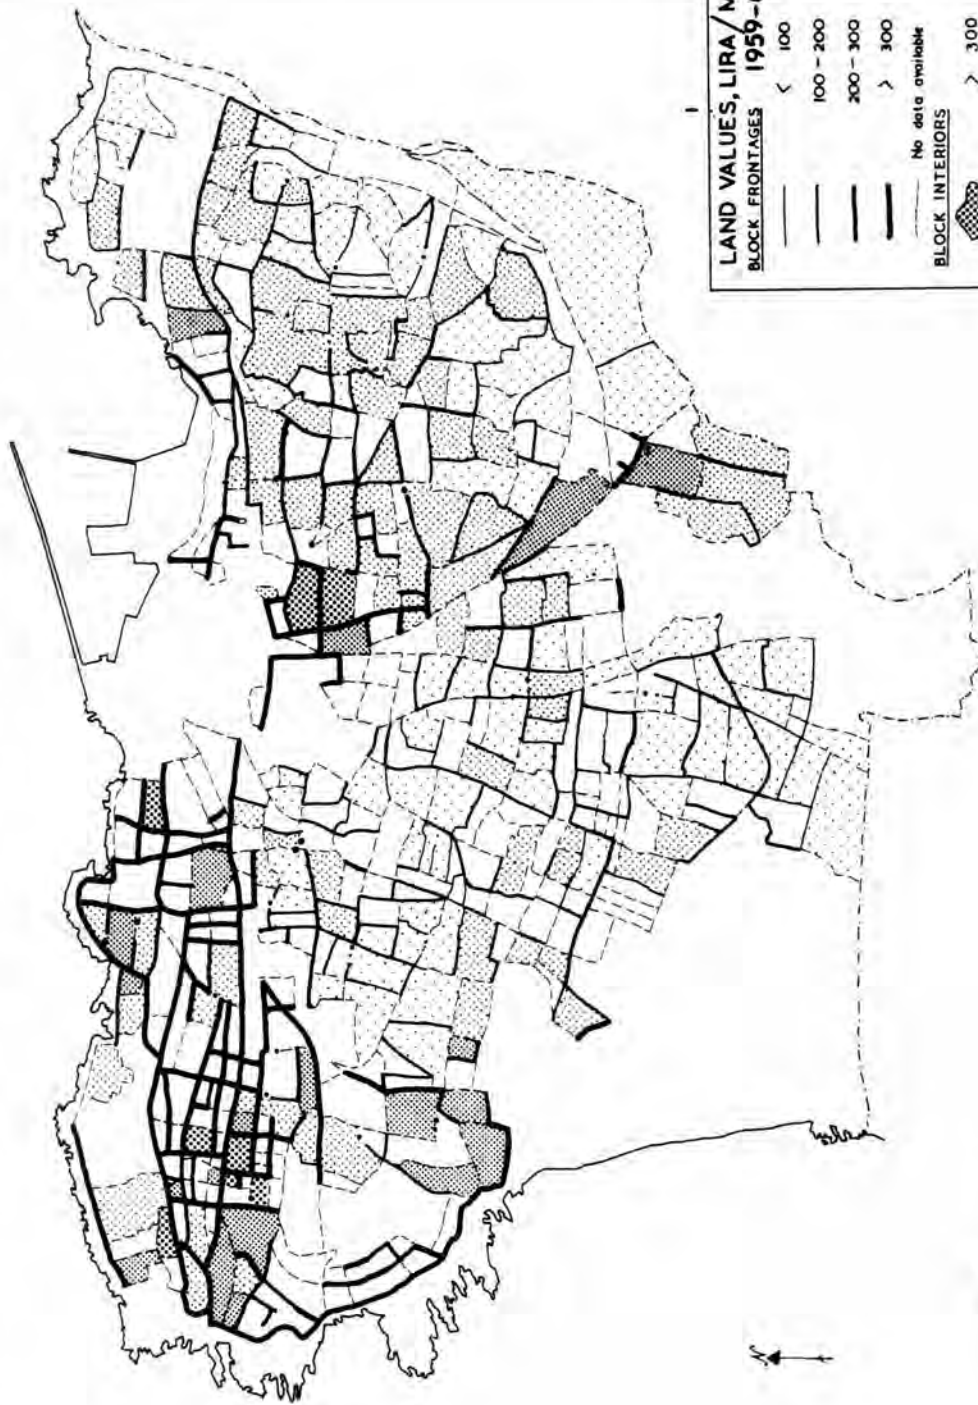 LAND VALUES, LIRA/
BLOCK FRONTAGES 1959-
< 100
100-200
200-300
> 300
No data available
BLOCK INTERIORS
> 300
N